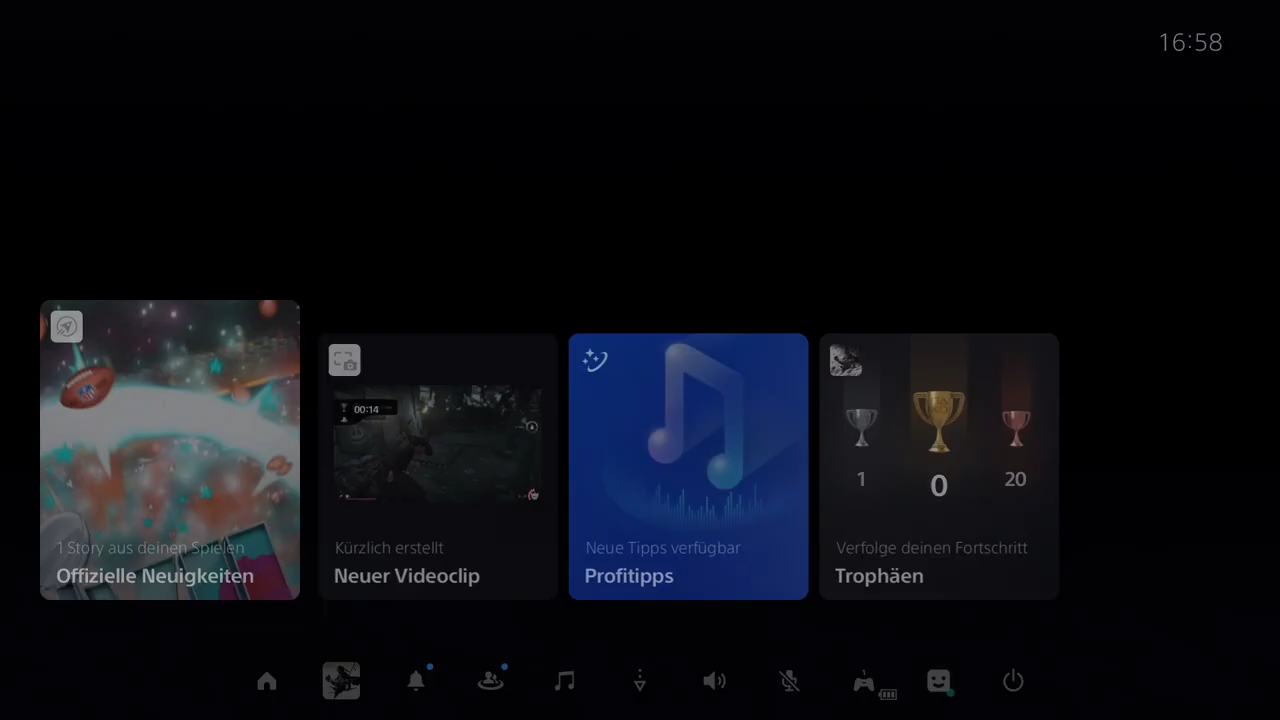 16:58
1 Story aus deinen Spielen
Offizielle Neuigkeiten
00:14
Kürzlich erstellt
Neuer Videoclip
Neue Tipps verfügbar
Profitipps
1
0
20
Verfolge deinen Fortschritt
Trophäen
1